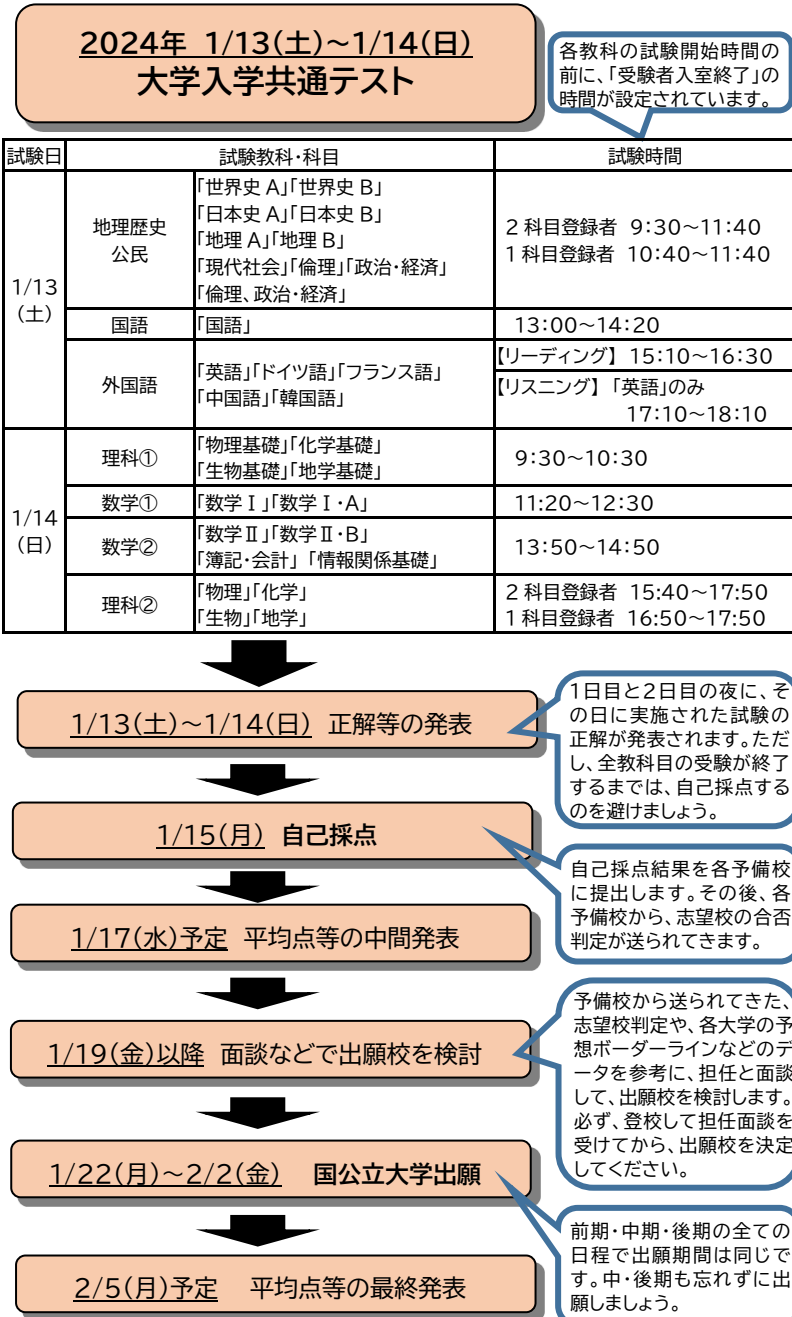 2024年 1/13(土)～1/14(日)
大学入学共通テスト
各教科の試験開始時間の
前に、「受験者入室終了」の
時間が設定されています。
試験日 試験教科・科目 試験時間
1/13
(土)
地理歴史
公民
「世界史 A」「世界史 B」
「日本史 A」「日本史 B」
「地理 A」「地理 B」
「現代社会」「倫理」「政治・経済」
「倫理、政治・経済」
2 科目登録者 9:30～11:40
1 科目登録者 10:40～11:40
国語 「国語」 13:00～14:20
外国語
「英語」「ドイツ語」「フランス語」
「中国語」「韓国語」
【リーディング】 15:10～16:30
【リスニング】 「英語」のみ
17:10～18:10
1/14
(日)
理科①
「物理基礎」「化学基礎」
「生物基礎」「地学基礎」
9:30～10:30
数学① 「数学Ⅰ」「数学Ⅰ・A」 11:20～12:30
数学②
「数学Ⅱ」「数学Ⅱ・B」
「簿記・会計」 「情報関係基礎」
13:50～14:50
理科②
「物理」「化学」
「生物」「地学」
2 科目登録者 15:40～17:50
1 科目登録者 16:50～17:50
1/13(土)～1/14(日) 正解等の発表
1日目と2日目の夜に、そ
の日に実施された試験の
正解が発表されます。ただ
し、全教科目の受験が終了
するまでは、自己採点する
のを避けましょう。
1/15(月) 自己採点
自己採点結果を各予備校
に提出します。その後、各
予備校から、志望校の合否
判定が送られてきます。
1/17(水)予定 平均点等の中間発表
1/19(金)以降 面談などで出願校を検討
予備校から送られてきた、
志望校判定や、各大学の予
想ボーダーラインなどのデ
ータを参考に、担任と面談
して、出願校を検討します。
必ず、登校して担任面談を
受けてから、出願校を決定
してください。
1/22(月)～2/2(金) 国公立大学出願
前期・中期・後期の全ての
日程で出願期間は同じで
す。中・後期も忘れずに出
願しましょう。
2/5(月)予定 平均点等の最終発表